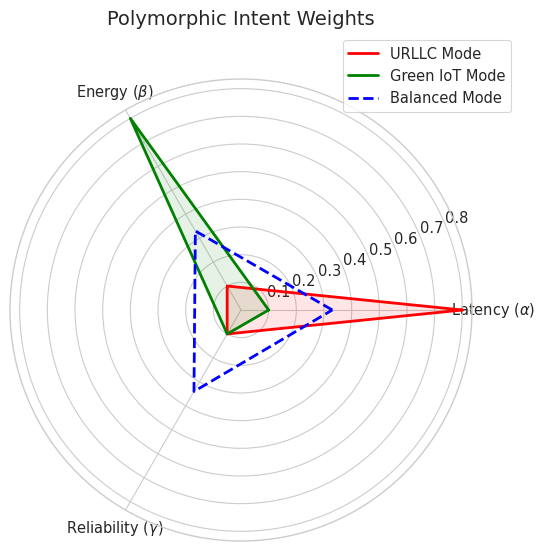 Polymorphic Intent Weights
URLLC Mode
Green IoT Mode
Balanced Mode
Energy (β)
0.8
0.7
0.6
0.5
0.4
0.3
0.2
0.1
Latency (α)
Reliability (γ)